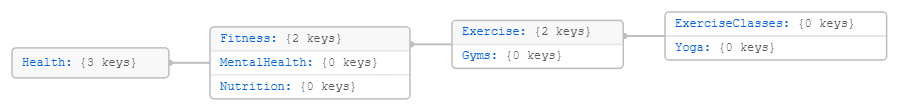 Health: {3 keys}
Fitness: {2 keys}
MentalHealth: {0 keys}
Nutrition: {0 keys}
Exercise: {2 keys}
Gyms: {0 keys}
ExerciseClasses: {0 keys}
Yoga: {0 keys}